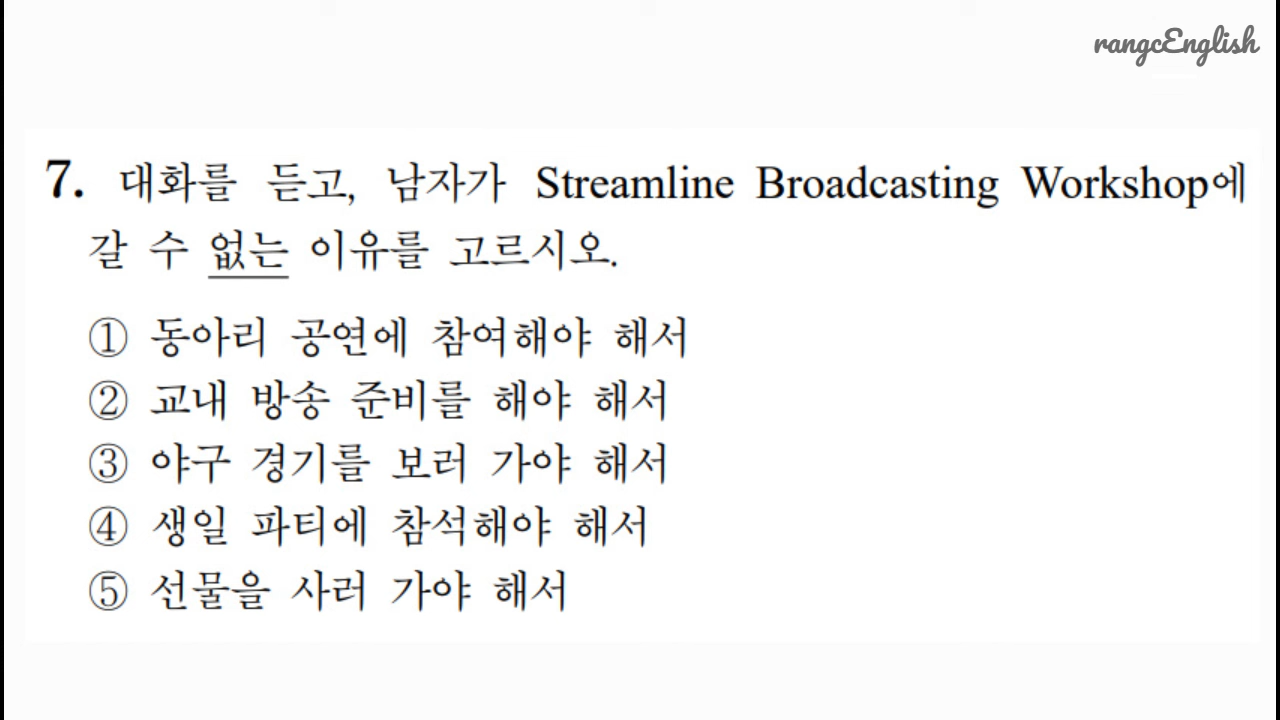 rangcEnglish
7. 대화를 듣고, 남자가 Streamline Broadcasting Workshop에
갈 수 없는 이유를 고르시오.
① 동아리 공연에 참여해야 해서
② 교내 방송 준비를 해야 해서
③ 야구 경기를 보러 가야 해서
④ 생일 파티에 참석해야 해서
⑤ 선물을 사러 가야 해서